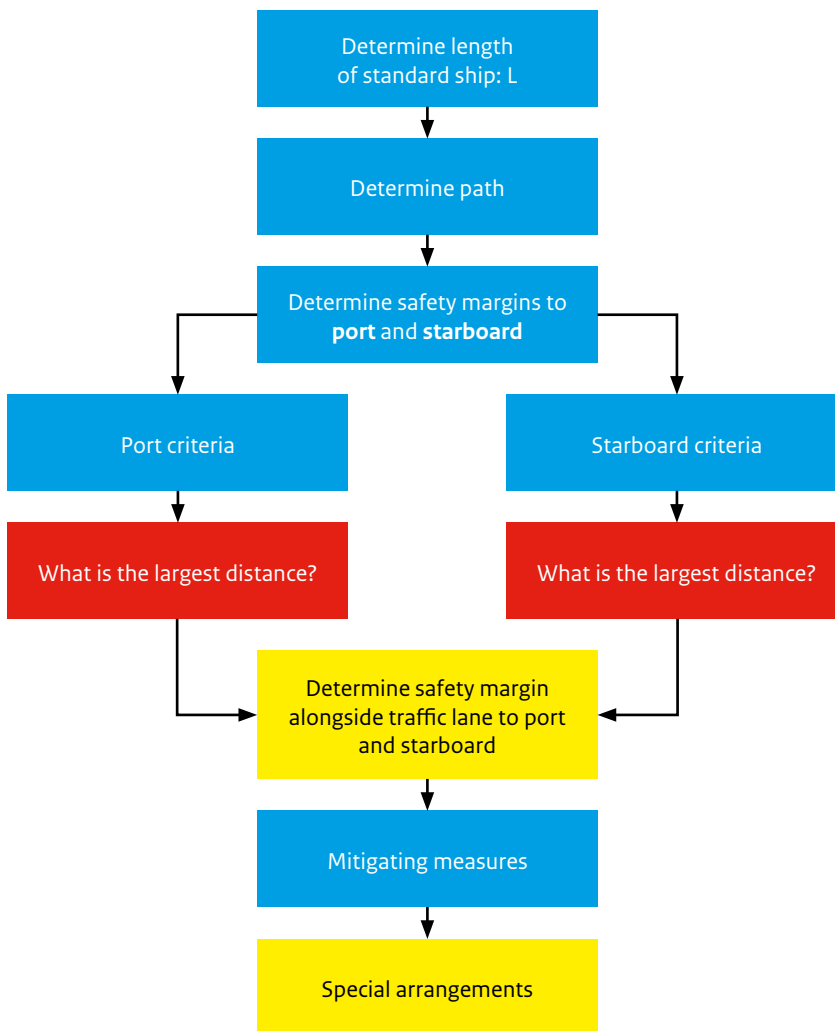 Determine length
of standard ship: L
Determine path
Determine safety margins to
port and starboard
Port criteria
Starboard criteria
What is the largest distance?
What is the largest distance?
Determine safety margin
alongside traffic lane to port
and starboard
Mitigating measures
Special arrangements